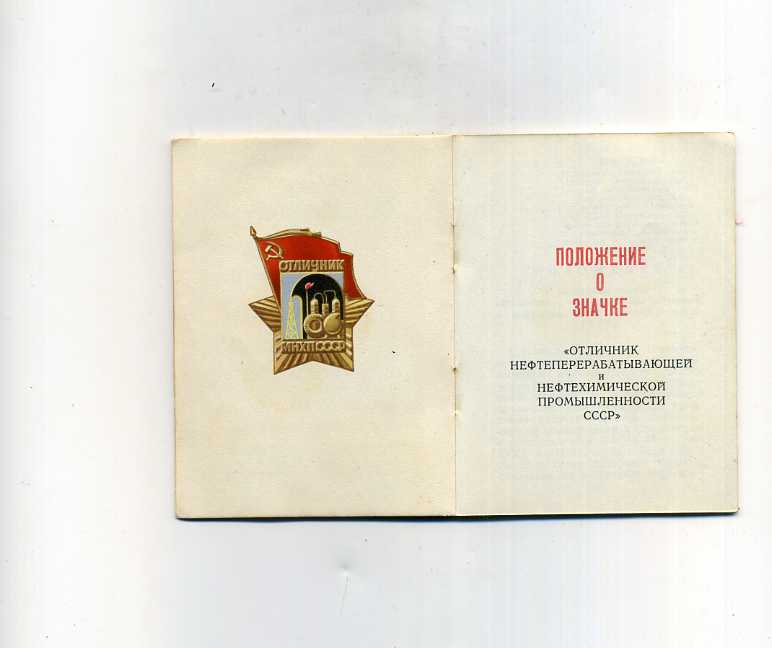 ОТЛИЧНИК
МНХП СССР
ПОЛОЖЕНИЕ
О
ЗНАЧКЕ
«ОТЛИЧНИК
НЕФТЕПЕРЕРАБАТЫВАЮЩЕЙ
и
НЕФТЕХИМИЧЕСКОЙ
ПРОМЫШЛЕННОСТИ
СССР»